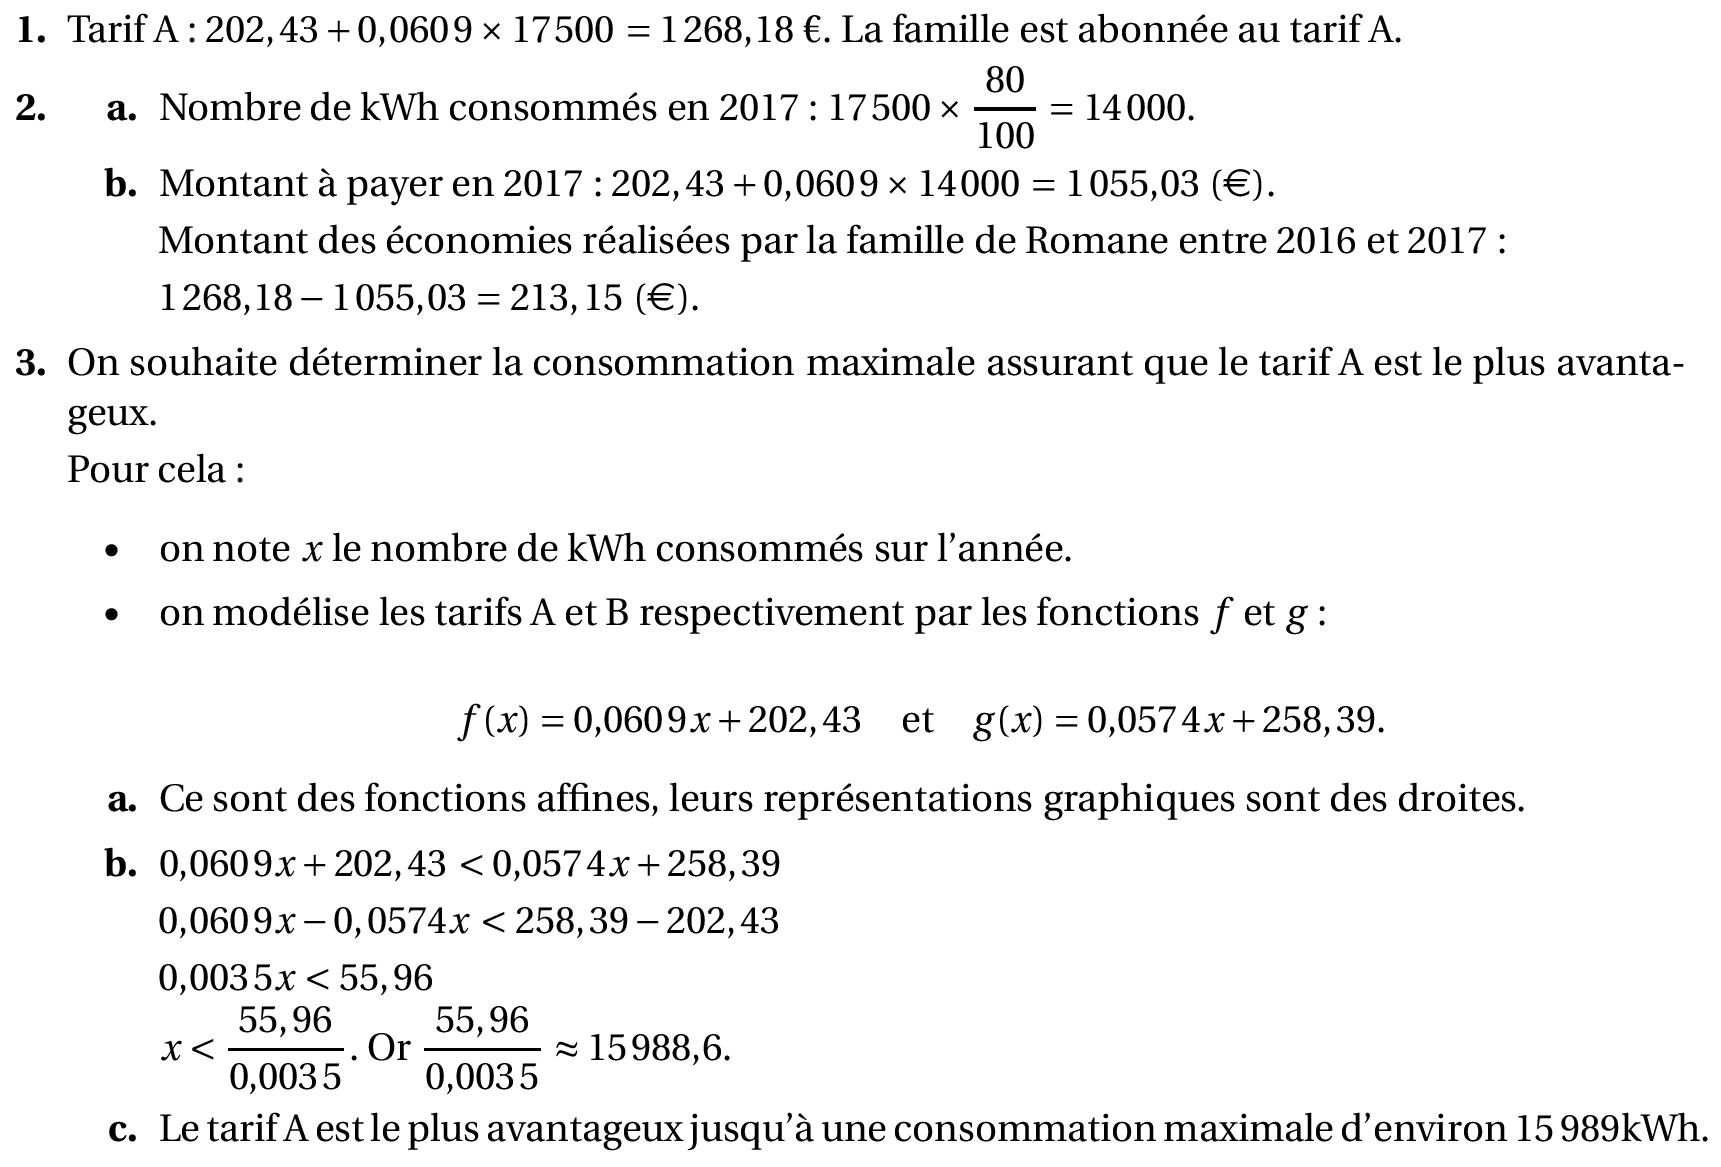 1. Tarif A : 202,43 + 0,0609 × 17500 = 1268,18 €. La famille est abonnée au tarif A.
2. a. Nombre de kWh consommés en 2017 : 17500 × 80/100 = 14000.
b. Montant à payer en 2017 : 202,43 + 0,0609 × 14000 = 1055,03 (€).
Montant des économies réalisées par la famille de Romane entre 2016 et 2017 :
1268,18 − 1055,03 = 213,15 (€).
3. On souhaite déterminer la consommation maximale assurant que le tarif A est le plus avanta-
geux.
Pour cela :
• on note x le nombre de kWh consommés sur l’année.
• on modélise les tarifs A et B respectivement par les fonctions f et g :
f(x) = 0,0609x + 202,43 et g(x) = 0,0574x + 258,39.
a. Ce sont des fonctions affines, leurs représentations graphiques sont des droites.
b. 0,0609x + 202,43 < 0,0574x + 258,39
0,0609x − 0,0574x < 258,39 − 202,43
0,0035x < 55,96
x < 55,96/0,0035. Or 55,96/0,0035 ≈ 15988,6.
c. Le tarif A est le plus avantageux jusqu’à une consommation maximale d’environ 15 989kWh.